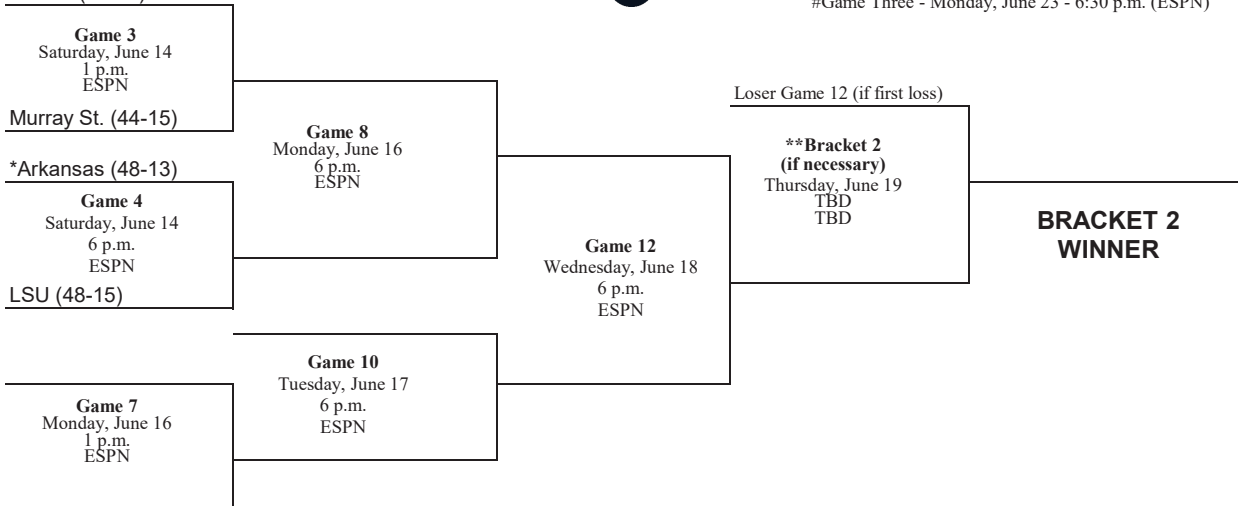 #Game Three - Monday, June 23 - 6:30 p.m. (ESPN)
Game 3
Saturday, June 14
1 p.m.
ESPN
Murray St. (44-15)
*Arkansas (48-13)
Game 4
Saturday, June 14
6 p.m.
ESPN
LSU (48-15)
Game 7
Monday, June 16
1 p.m.
ESPN
Game 8
Monday, June 16
6 p.m.
ESPN
Game 10
Tuesday, June 17
6 p.m.
ESPN
Game 12
Wednesday, June 18
6 p.m.
ESPN
Loser Game 12 (if first loss)
**Bracket 2
(if necessary)
Thursday, June 19
TBD
TBD
BRACKET 2
WINNER